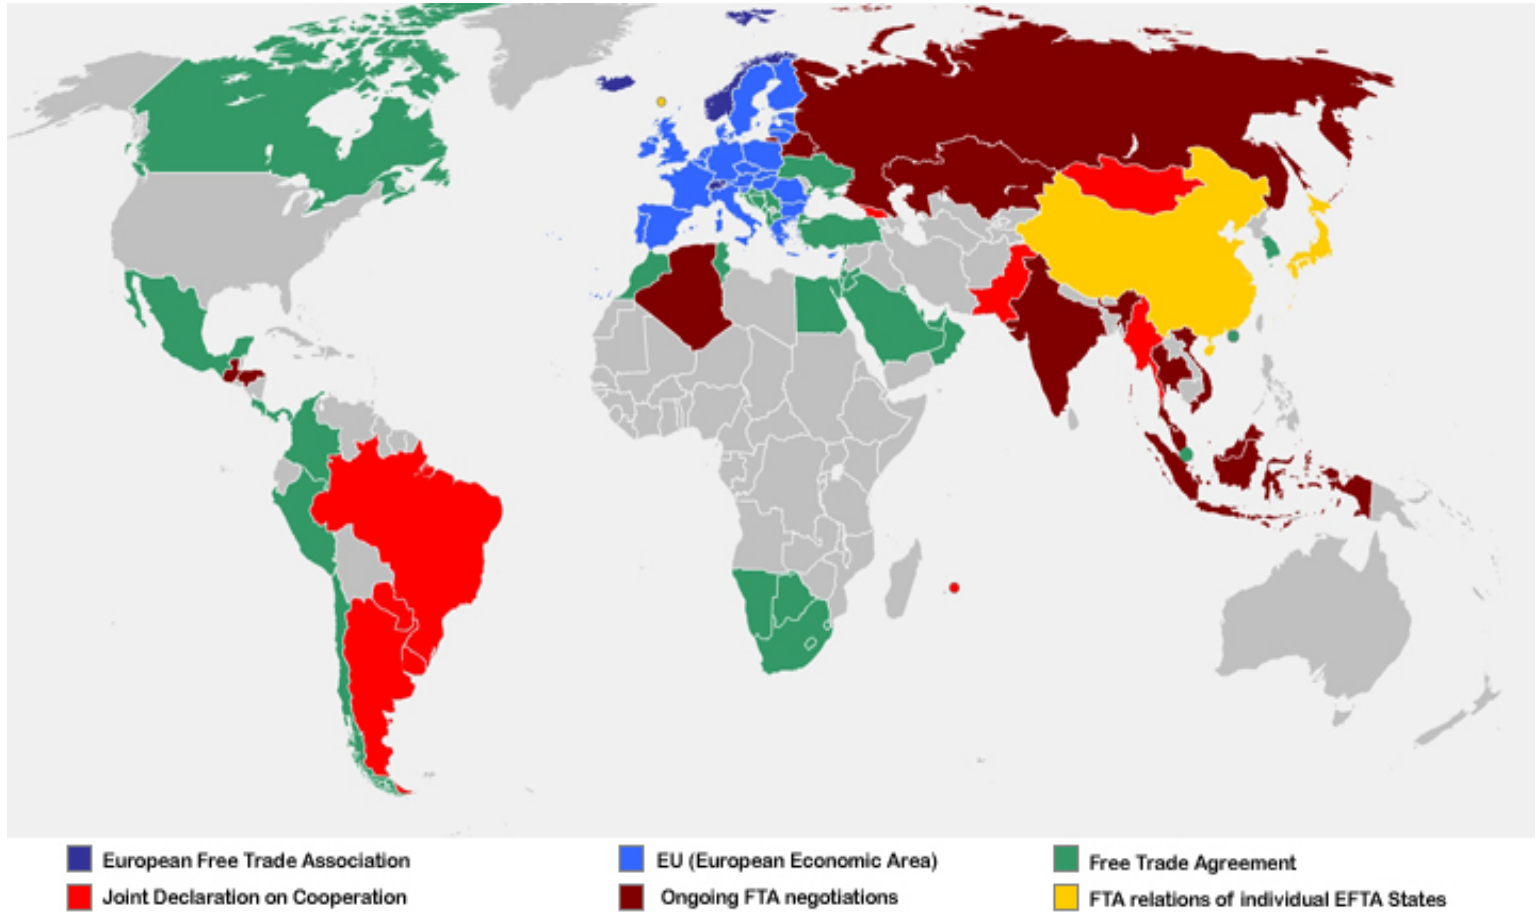 European Free Trade Association
EU (European Economic Area)
Free Trade Agreement
Joint Declaration on Cooperation
Ongoing FTA negotiations
FTA relations of individual EFTA States